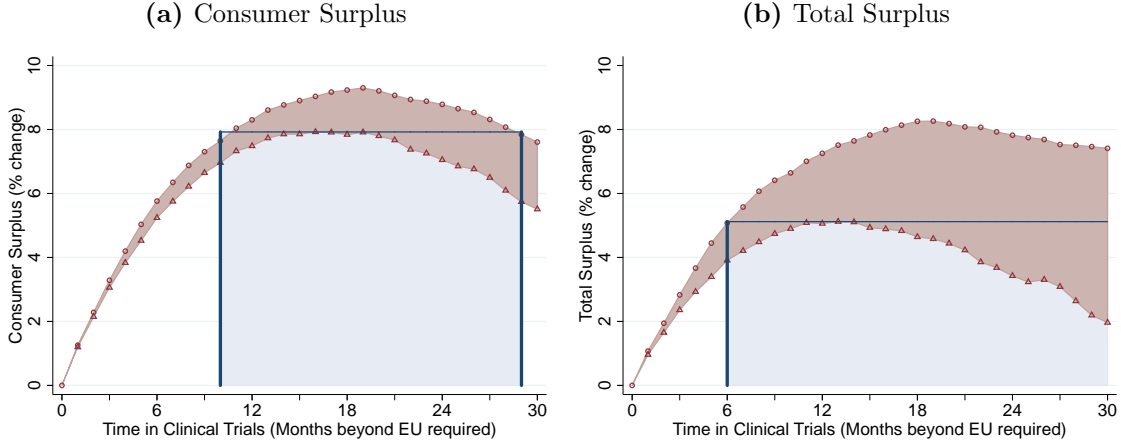 (a) Consumer Surplus
Consumer Surplus (% change)
10
8
6
4
2
0
0 6 12 18 24 30
Time in Clinical Trials (Months beyond EU required)
(b) Total Surplus
Total Surplus (% change)
10
8
6
4
2
0
0 6 12 18 24 30
Time in Clinical Trials (Months beyond EU required)